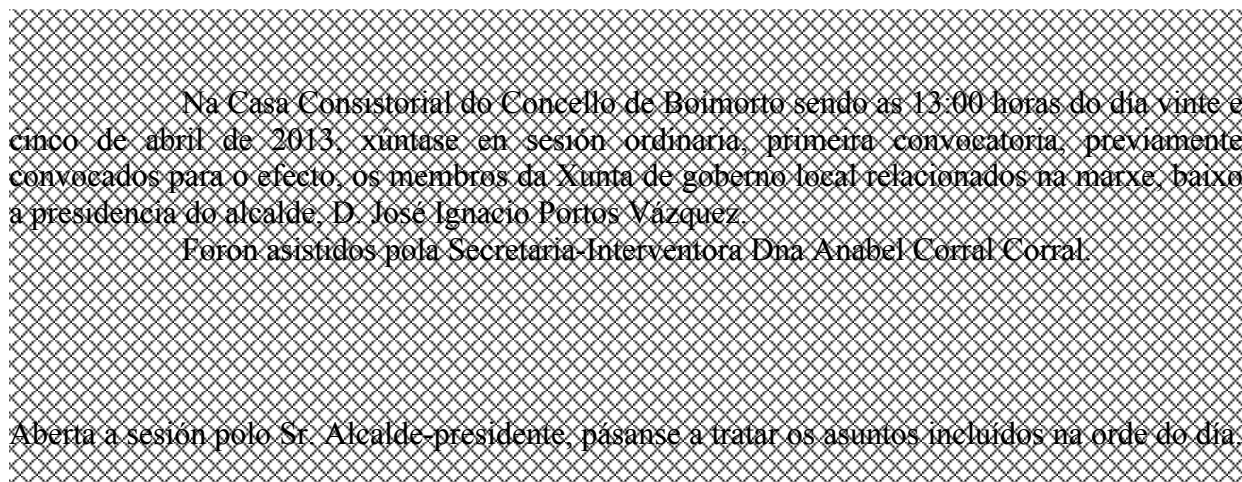 Na Casa Consistorial do Concello de Boimorto sendo as 13:00 horas do día vinte e
cinco de abril de 2013, xúntase en sesión ordinaria, primeira convocatoria, previamente
convocados para o efecto, os membros da Xunta de goberno local relacionados na marxe, baixo
a presidencia do alcalde, D. José Ignacio Portos Vázquez.
Foron asistidos pola Secretaria-Interventora Dna Anabel Corral Corral.
Aberta a sesión polo Sr. Alcalde-presidente, pásanse a tratar os asuntos incluidos na orde do día.